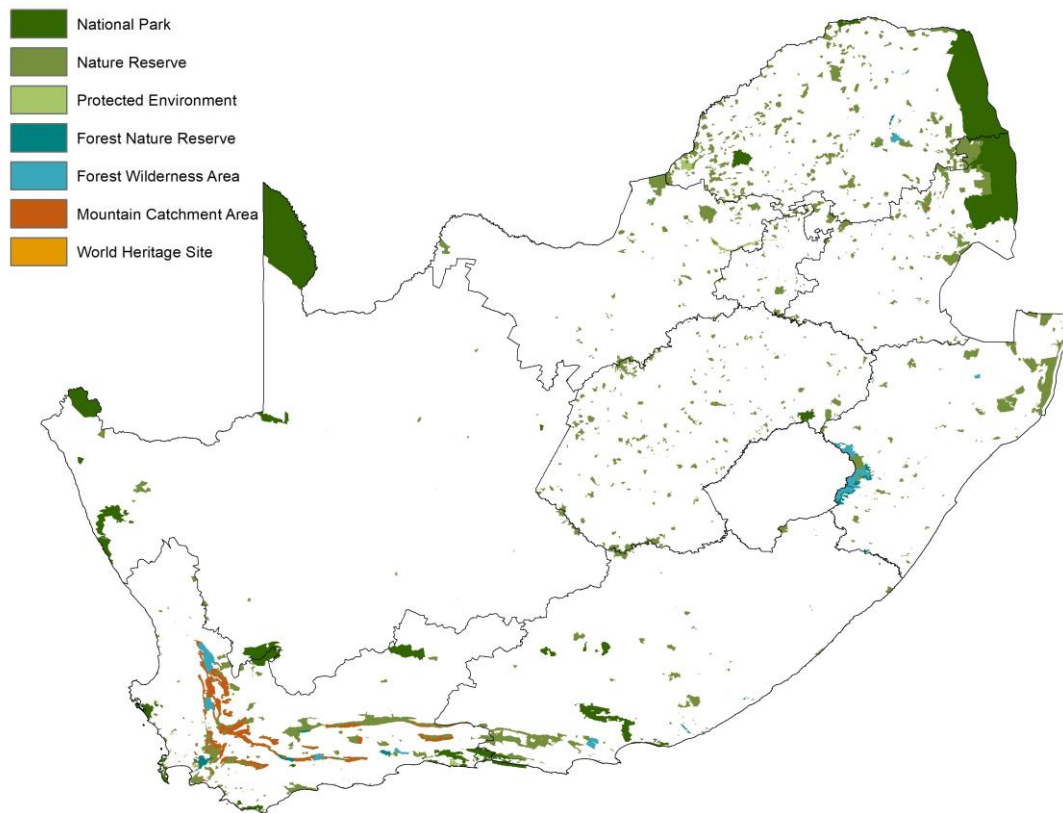 National Park
Nature Reserve
Protected Environment
Forest Nature Reserve
Forest Wilderness Area
Mountain Catchment Area
World Heritage Site